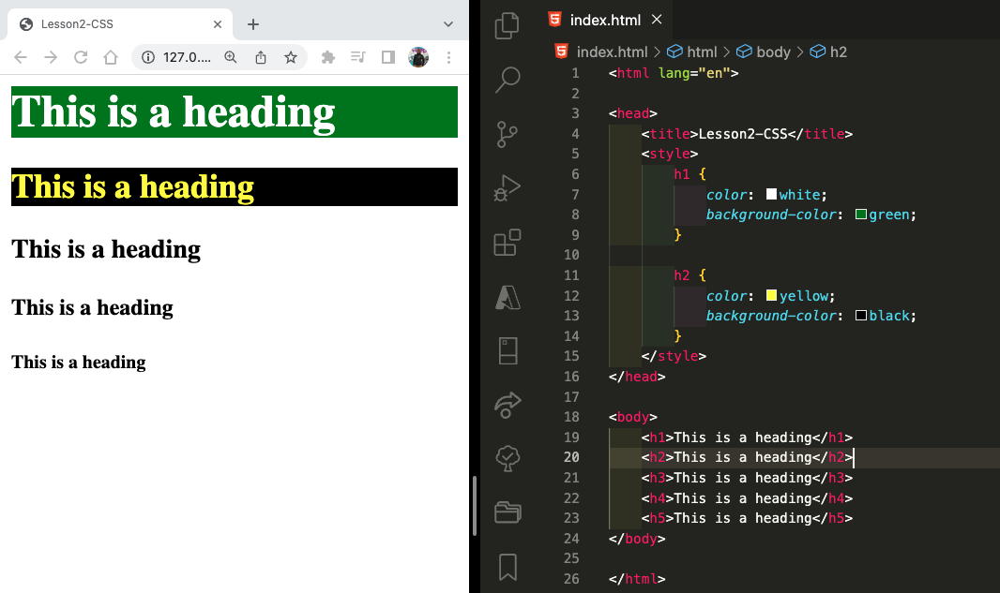 Lesson2-CSS
127.0....
This is a heading
This is a heading
This is a heading
This is a heading
This is a heading
index.html
index.html > html > body > h2
1 <html lang="en">
2
3 <head>
4 <title>Lesson2-CSS</title>
5 <style>
6 h1 {
7 color: white;
8 background-color: green;
9 }
10
11 h2 {
12 color: yellow;
13 background-color: black;
14 }
15 </style>
16 </head>
17
18 <body>
19 <h1>This is a heading</h1>
20 <h2>This is a heading</h2>
21 <h3>This is a heading</h3>
22 <h4>This is a heading</h4>
23 <h5>This is a heading</h5>
24 </body>
25
26 </html>